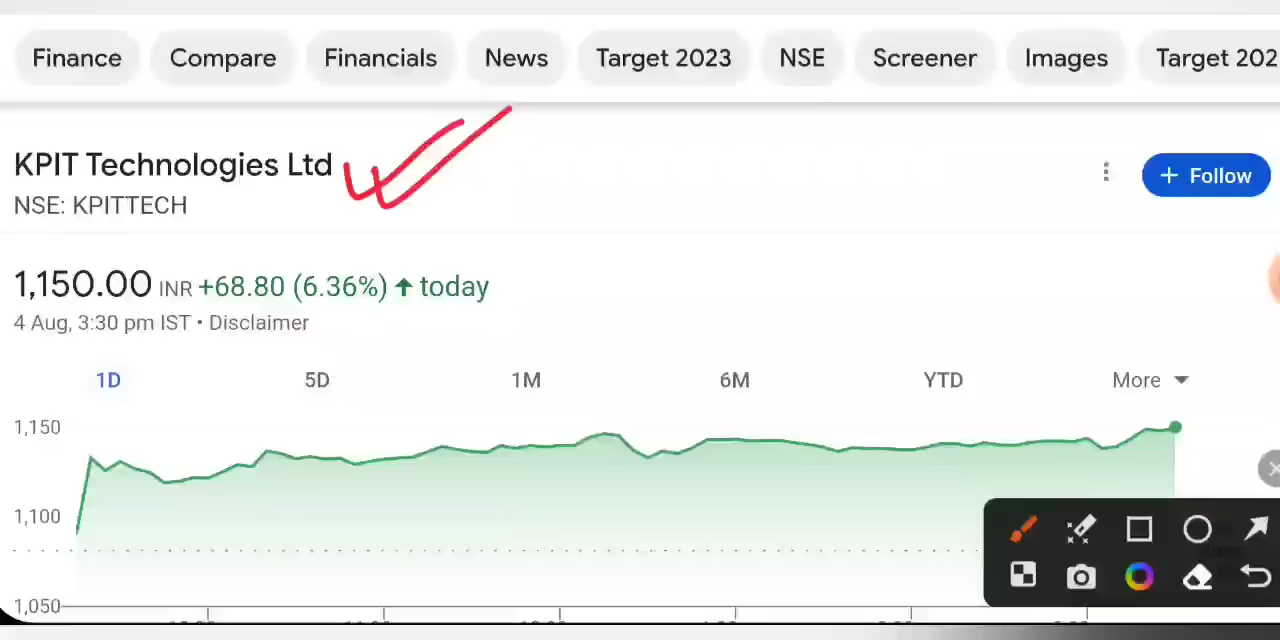 Finance Compare Financials News Target 2023 NSE Screener Images Target 202
KPIT Technologies Ltd
NSE: KPITTECH
+ Follow
1,150.00 INR +68.80 (6.36%) ↑ today
4 Aug, 3:30 pm IST • Disclaimer
1D 5D 1M 6M YTD More
1,150
1,100
1,050